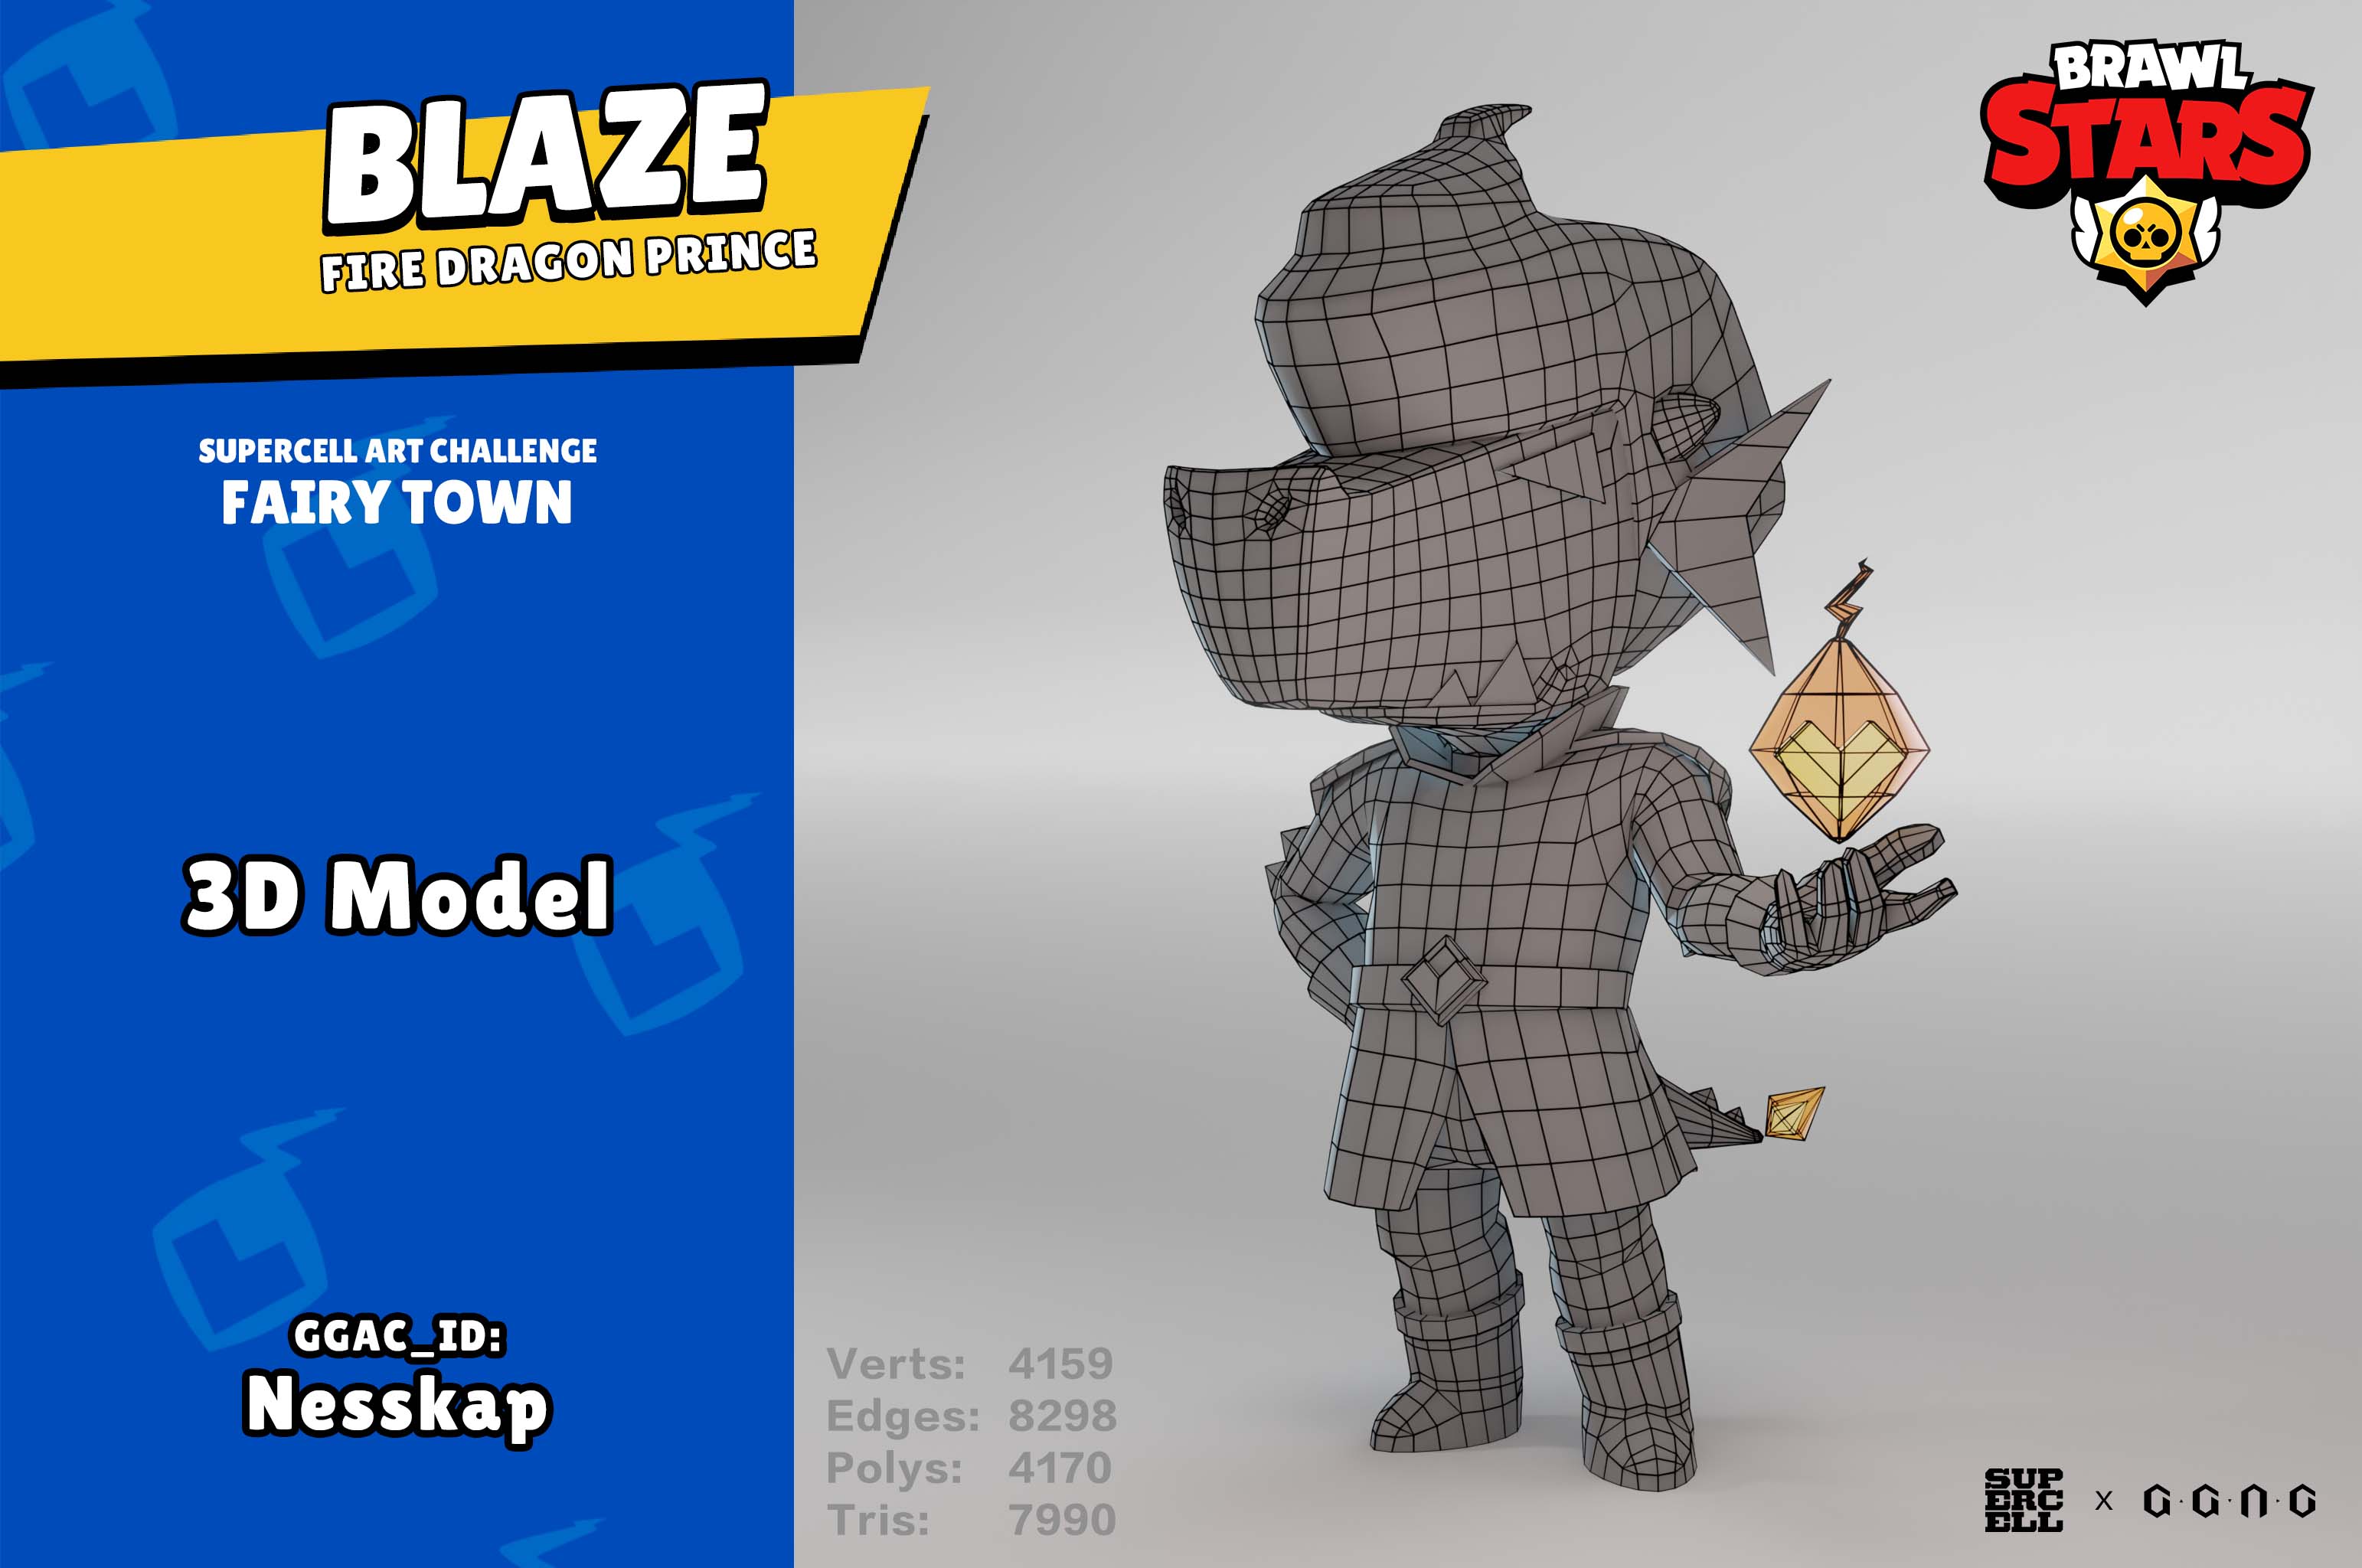 BLAZE
FIRE DRAGON PRINCE
SUPERCELL ART CHALLENGE
FAIRY TOWN
3D Model
GGAC_ID:
Nesskap
BRAWL
STARS
Verts: 4159
Edges: 8298
Polys: 4170
Tris: 7990
SUP
ERC
ELL
X
GGAC